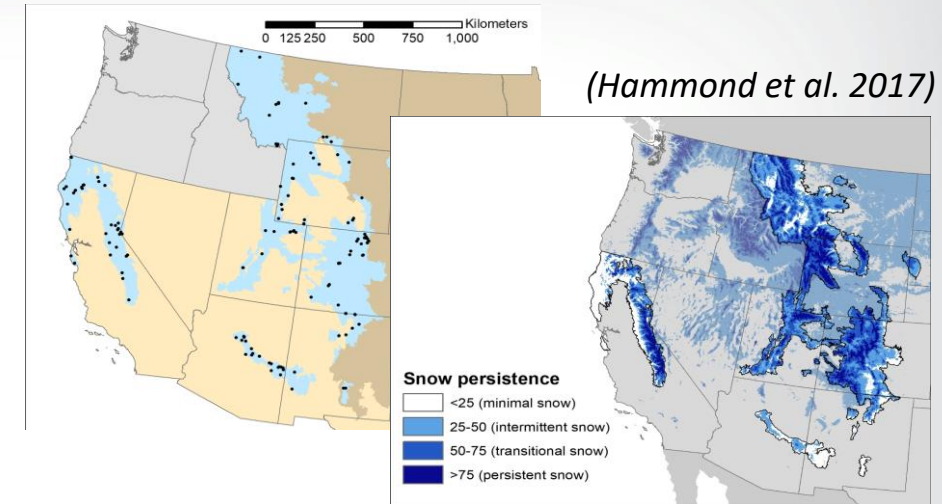 Kilometers
0 125 250 500 750 1,000
(Hammond et al. 2017)
Snow persistence
<25 (minimal snow)
25-50 (intermittent snow)
50-75 (transitional snow)
>75 (persistent snow)